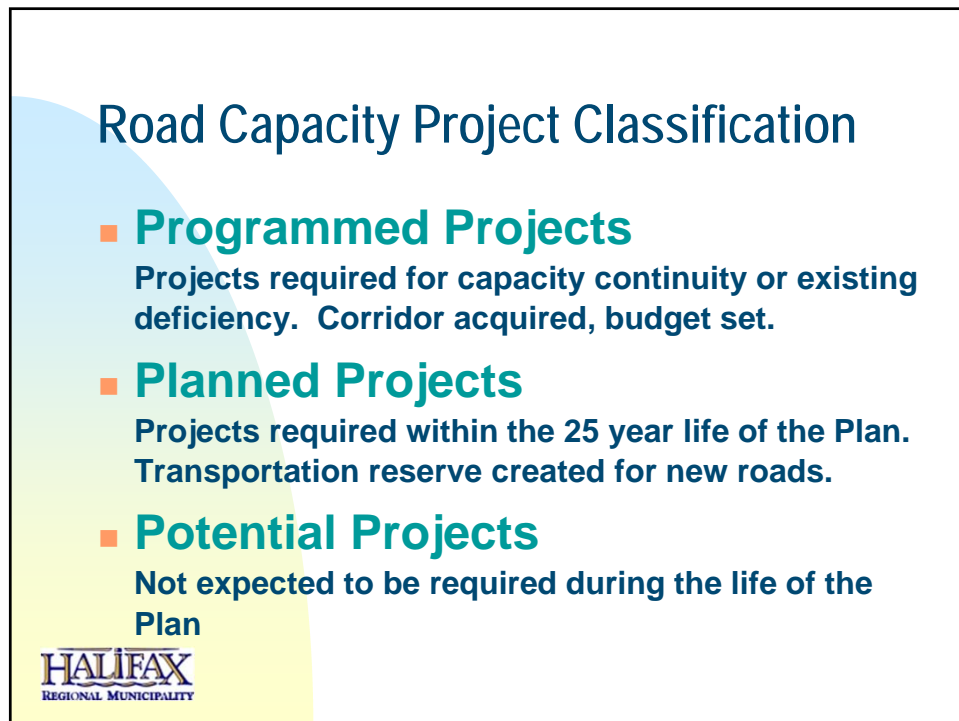 Road Capacity Project Classification
Programmed Projects
Projects required for capacity continuity or existing
deficiency. Corridor acquired, budget set.
Planned Projects
Projects required within the 25 year life of the Plan.
Transportation reserve created for new roads.
Potential Projects
Not expected to be required during the life of the
Plan
HALIFAX
REGIONAL MUNICIPALITY